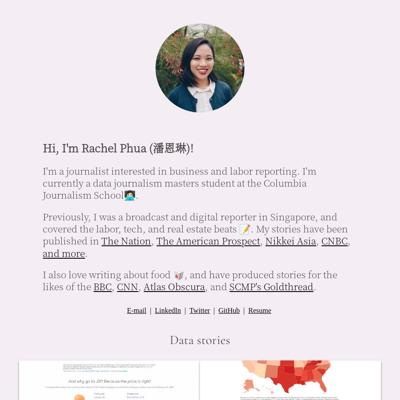 Hi, I'm Rachel Phua (潘恩琳)!
I'm a journalist interested in business and labor reporting. I'm
currently a data journalism masters student at the Columbia
Journalism School👩🏻‍💻.
Previously, I was a broadcast and digital reporter in Singapore, and
covered the labor, tech, and real estate beats 📝. My stories have been
published in The Nation, The American Prospect, Nikkei Asia, CNBC,
and more.
I also love writing about food 🥡, and have produced stories for the
likes of the BBC, CNN, Atlas Obscura, and SCMP's Goldthread.
E-mail | LinkedIn | Twitter | GitHub | Resume
Data stories
And why go to JB? Because the price is right!